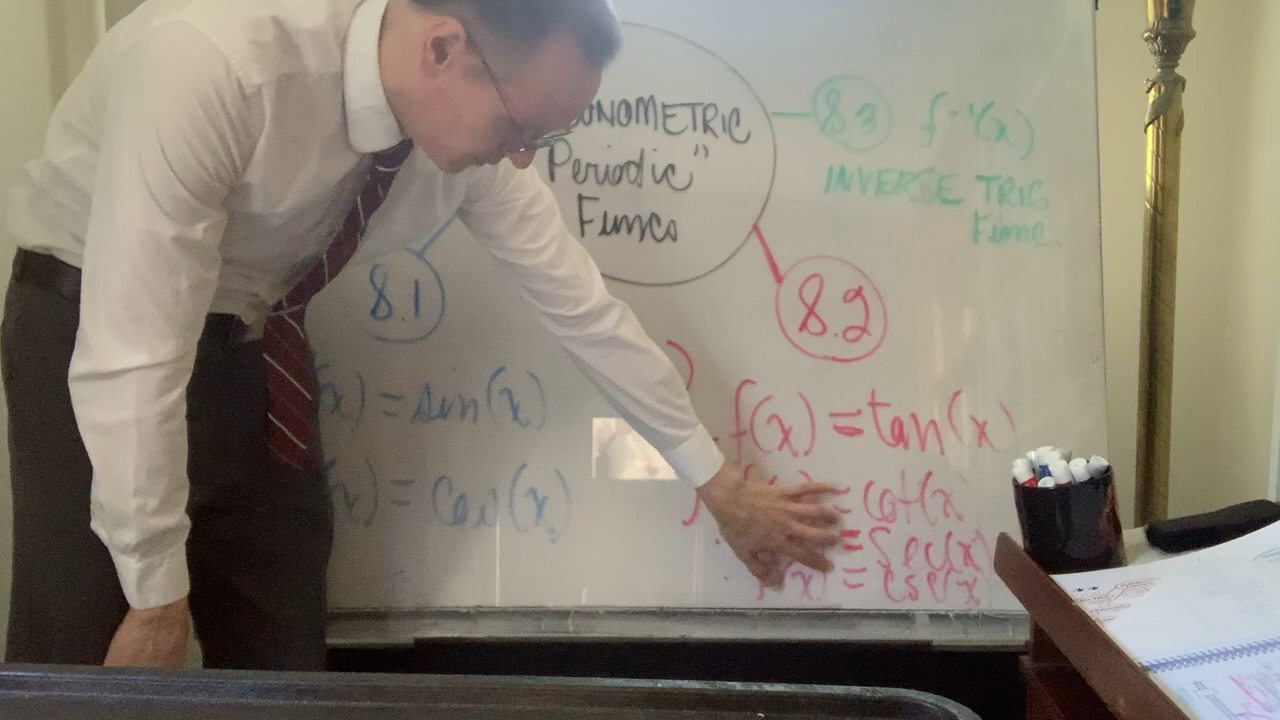 ONOMETRIC
Periodic"
Funcs
8.3 f⁻¹(x)
INVERSE TRIG
Func.
8.1
8.2
(x) = sin(x)
(x) = cos(x)
f(x) = tan(x)
= cot(x
= sec(x)
(x) = csc(x